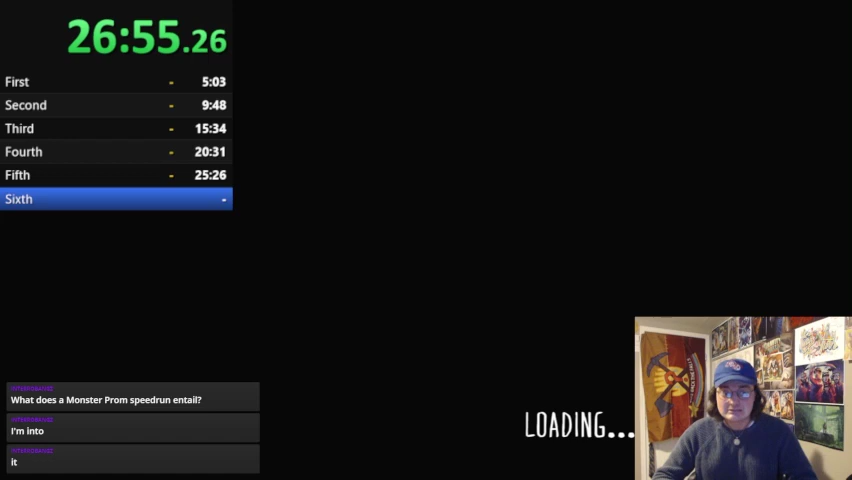 26:55.26
First - 5:03
Second - 9:48
Third - 15:34
Fourth - 20:31
Fifth - 25:26
Sixth -
What does a Monster Prom speedrun entail?
I'm into
it
LOADING...